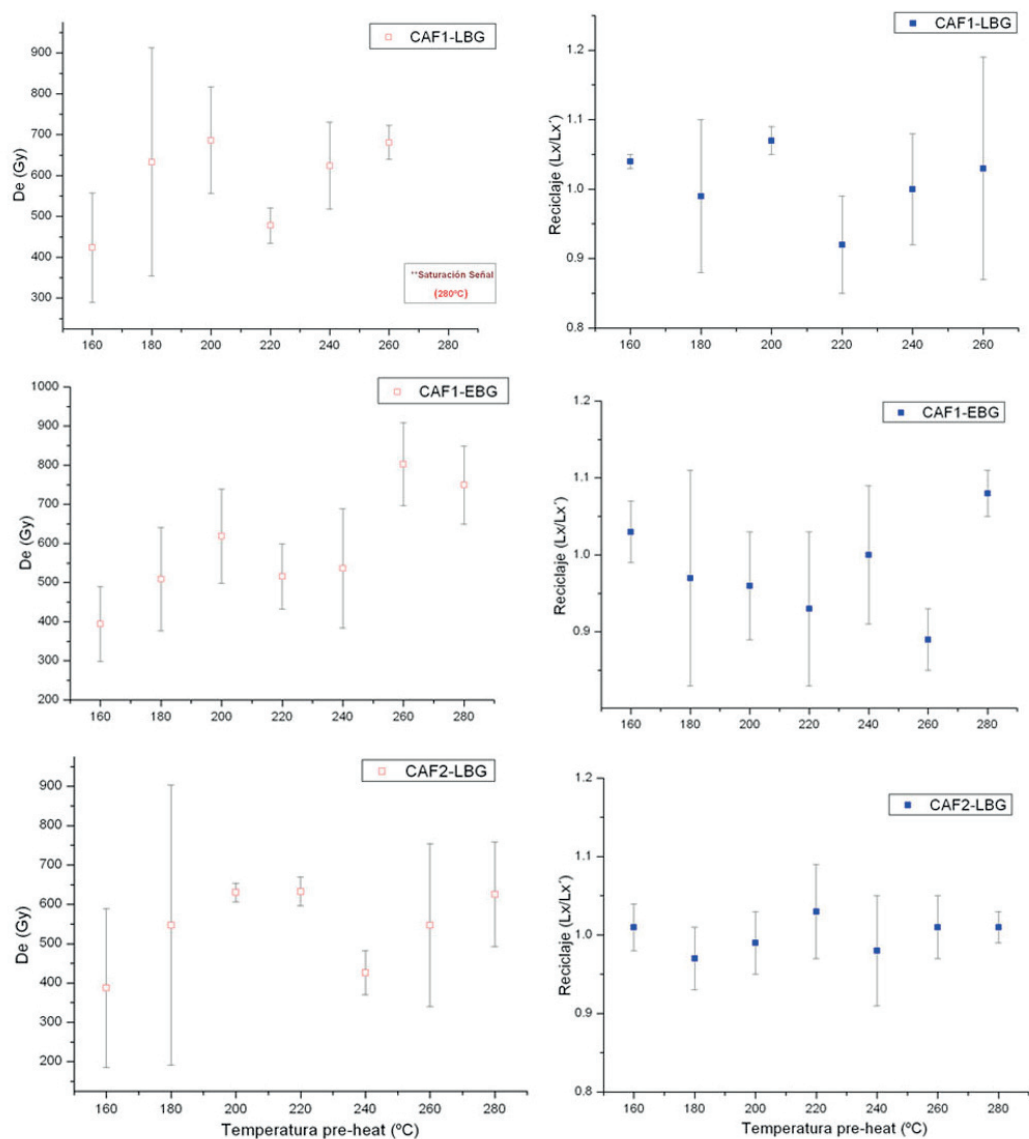 CAF1-LBG
De (Gy)
900
800
700
600
500
400
300
**Saturación Señal
(280ºC)
160 180 200 220 240 260 280
CAF1-LBG
Reciclaje (Lx/Lx´)
1.2
1.1
1.0
0.9
0.8
160 180 200 220 240 260
CAF1-EBG
De (Gy)
1000
900
800
700
600
500
400
300
200
160 180 200 220 240 260 280
CAF1-EBG
Reciclaje (Lx/Lx´)
1.2
1.1
1.0
0.9
160 180 200 220 240 260 280
CAF2-LBG
De (Gy)
900
800
700
600
500
400
300
200
160 180 200 220 240 260 280
Temperatura pre-heat (ºC)
CAF2-LBG
Reciclaje (Lx/Lx´)
1.2
1.1
1.0
0.9
0.8
160 180 200 220 240 260 280
Temperatura pre-heat (ºC)